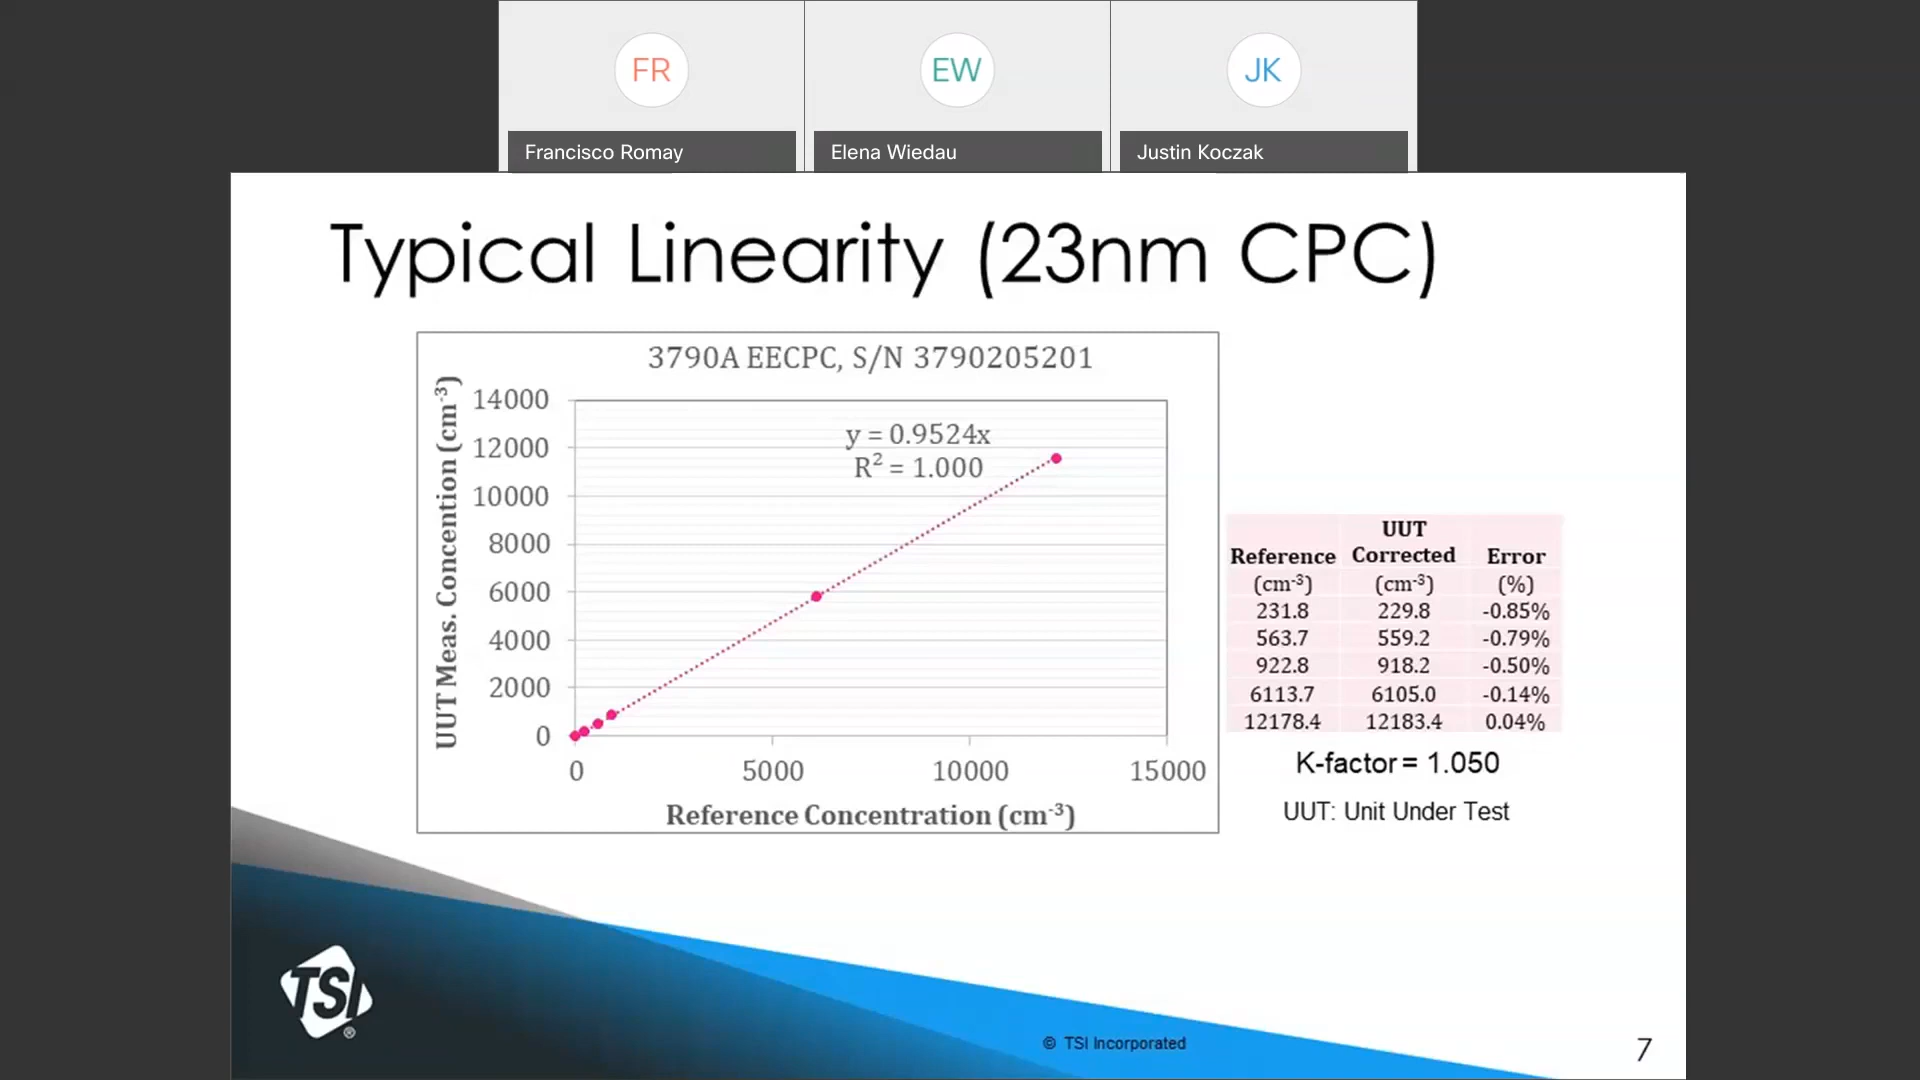 FR
EW
JK
Francisco Romay
Elena Wiedau
Justin Koczak
Typical Linearity (23nm CPC)
3790A EECPC, S/N 3790205201
UUT Meas. Concention (cm-3)
14000
12000
10000
8000
6000
4000
2000
0
y = 0.9524x
R² = 1.000
0 5000 10000 15000
Reference Concentration (cm-3)
UUT
Reference Corrected Error
(cm-3) (cm-3) (%)
231.8 229.8 -0.85%
563.7 559.2 -0.79%
922.8 918.2 -0.50%
6113.7 6105.0 -0.14%
12178.4 12183.4 0.04%
K-factor = 1.050
UUT: Unit Under Test
TSI®
© TSI Incorporated
7